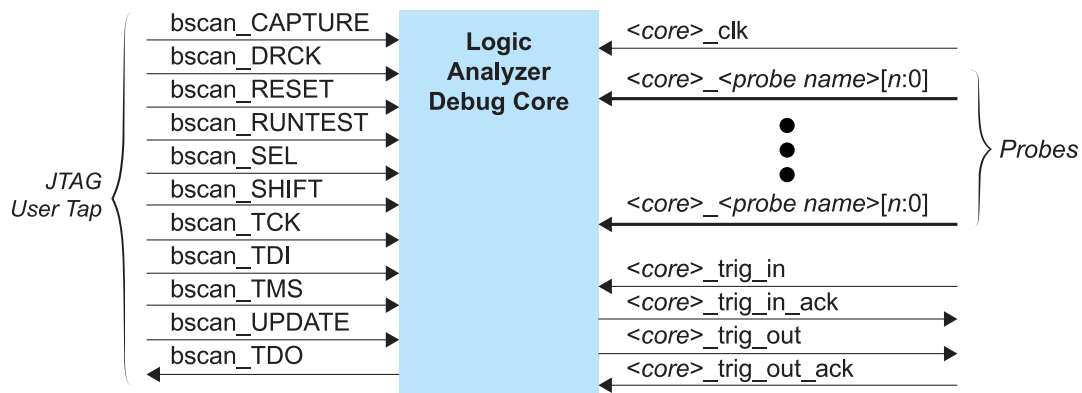 bscan_CAPTURE
bscan_DRCK
bscan_RESET
bscan_RUNTEST
bscan_SEL
bscan_SHIFT
bscan_TCK
bscan_TDI
bscan_TMS
bscan_UPDATE
bscan_TDO
JTAG
User Tap
Logic
Analyzer
Debug Core
<core>_clk
<core>_<probe name>[n:0]
<core>_<probe name>[n:0]
Probes
<core>_trig_in
<core>_trig_in_ack
<core>_trig_out
<core>_trig_out_ack